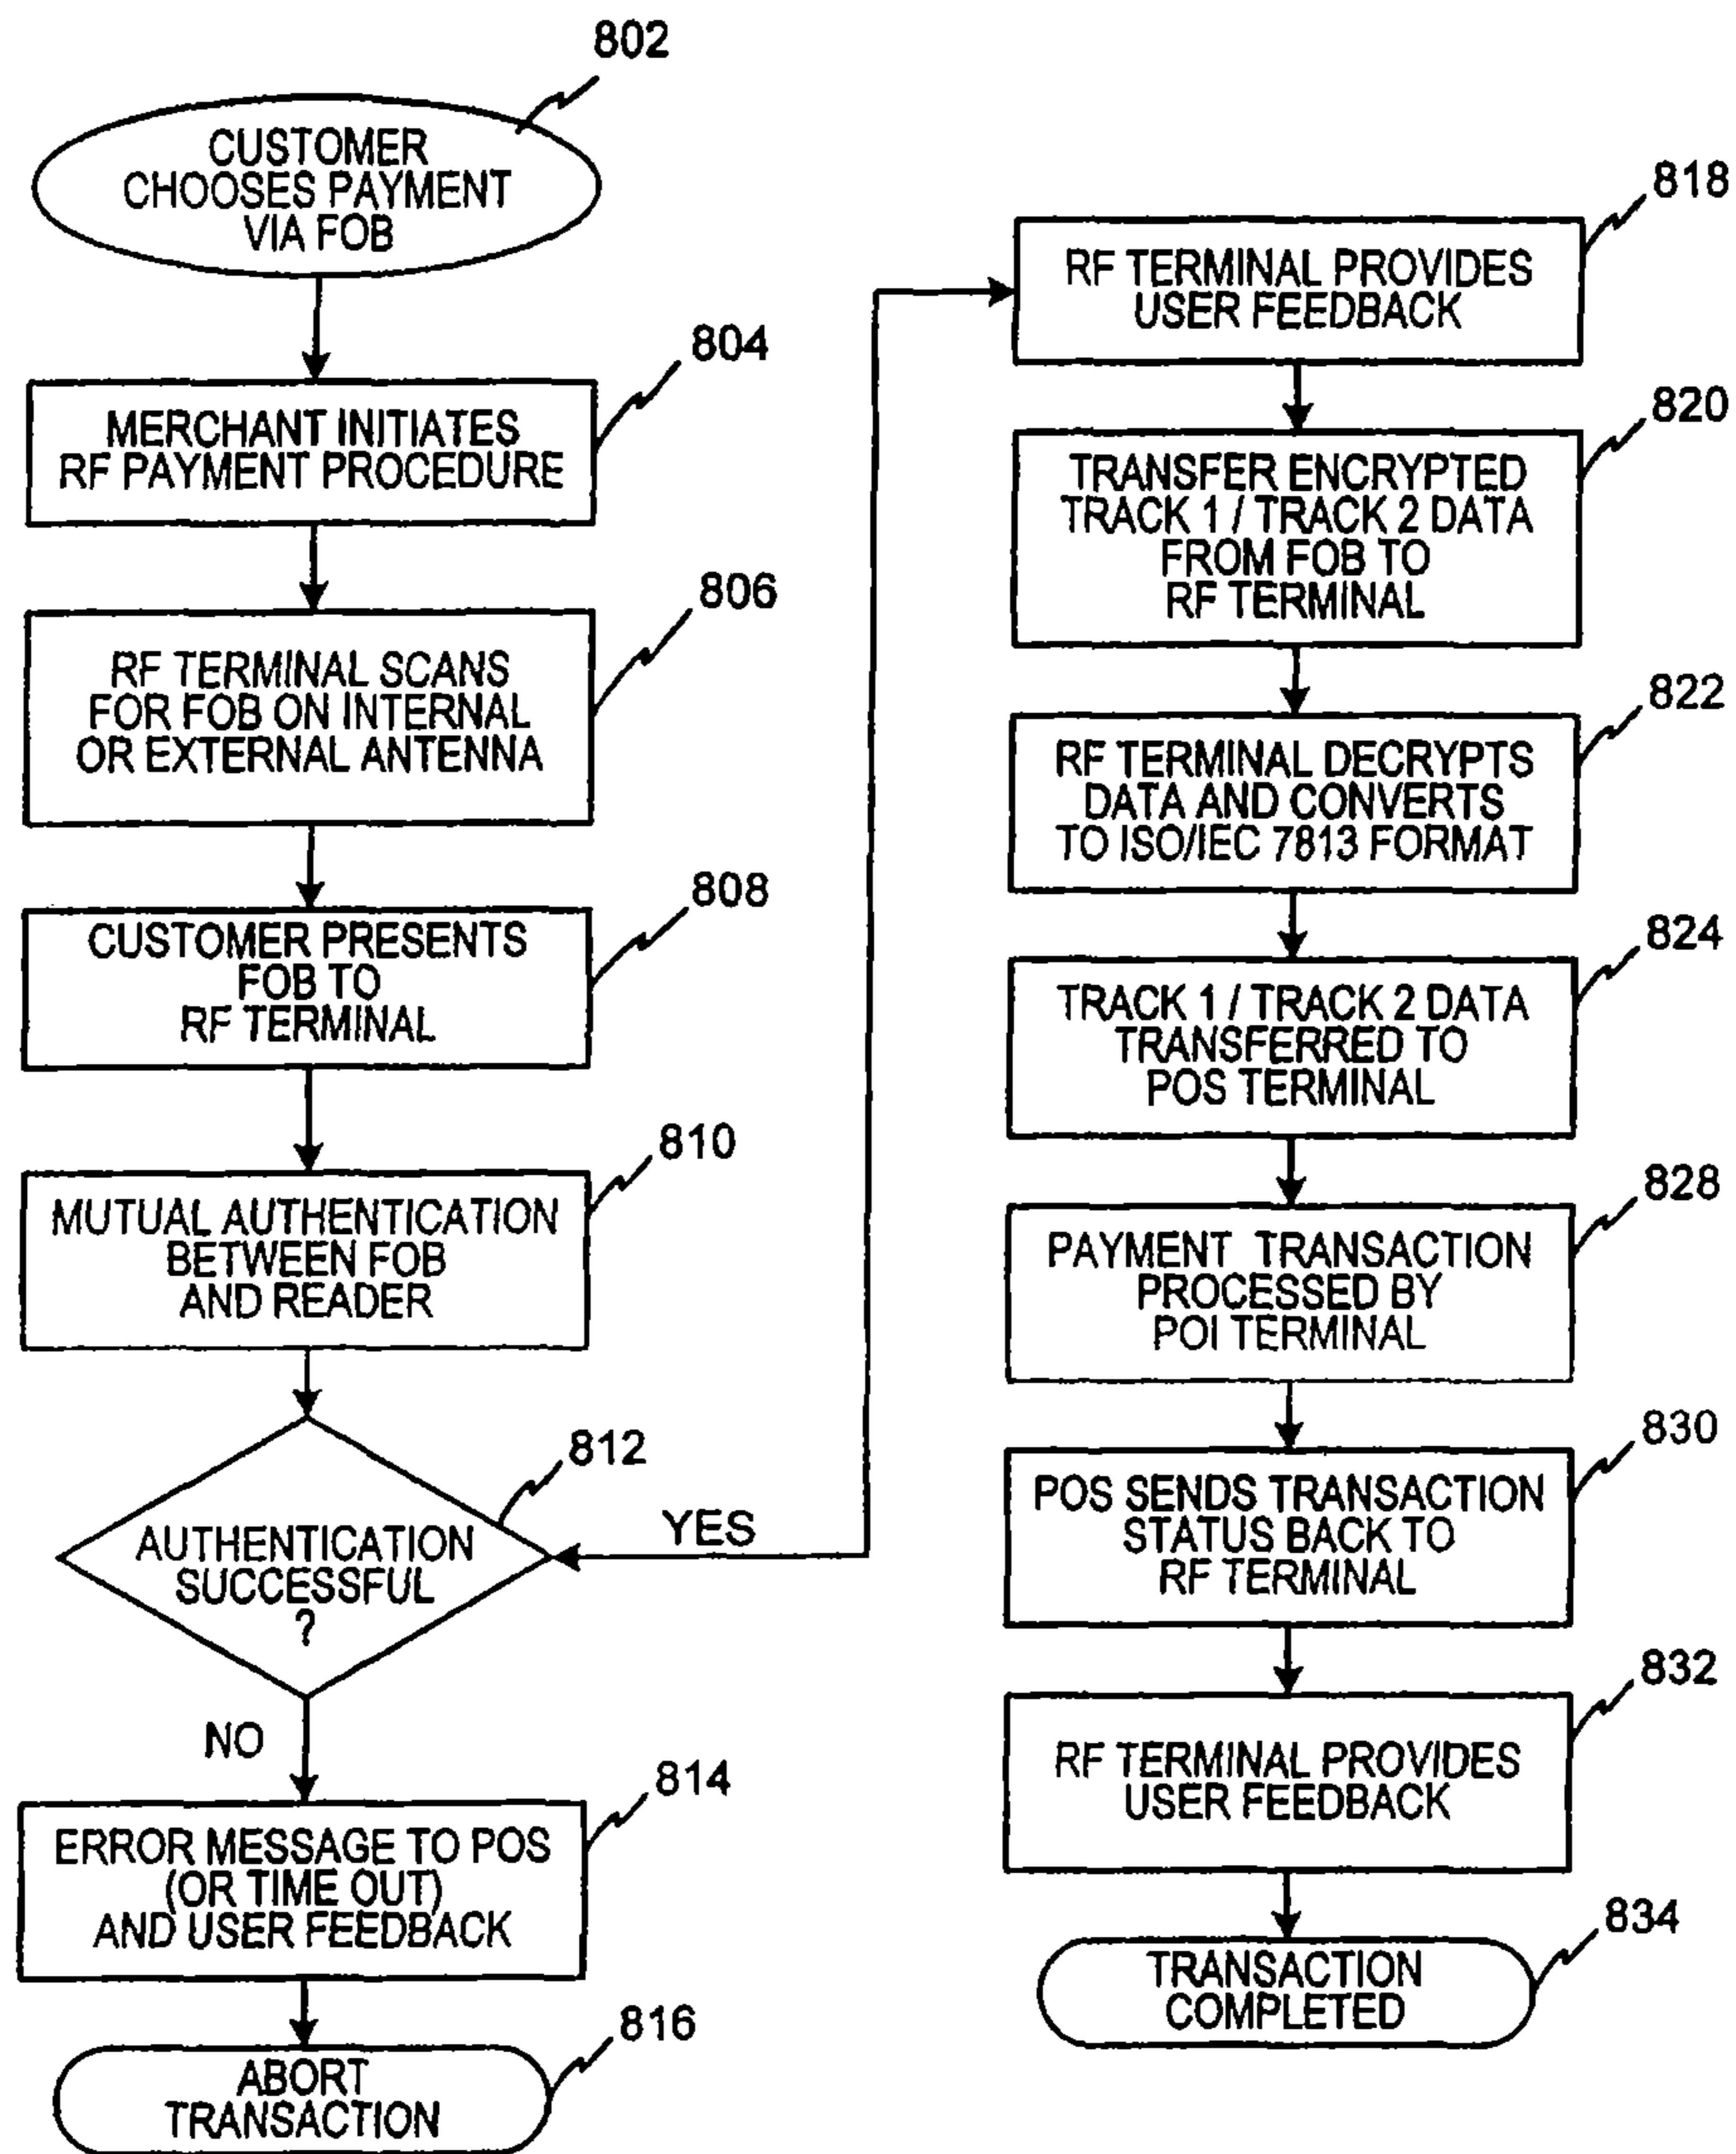 802
CUSTOMER
CHOOSES PAYMENT
VIA FOB
804
MERCHANT INITIATES
RF PAYMENT PROCEDURE
806
RF TERMINAL SCANS
FOR FOB ON INTERNAL
OR EXTERNAL ANTENNA
808
CUSTOMER PRESENTS
FOB TO
RF TERMINAL
810
MUTUAL AUTHENTICATION
BETWEEN FOB
AND READER
812
AUTHENTICATION
SUCCESSFUL
?
YES
NO
814
ERROR MESSAGE TO POS
(OR TIME OUT)
AND USER FEEDBACK
816
ABORT
TRANSACTION
818
RF TERMINAL PROVIDES
USER FEEDBACK
820
TRANSFER ENCRYPTED
TRACK 1 / TRACK 2 DATA
FROM FOB TO
RF TERMINAL
822
RF TERMINAL DECRYPTS
DATA AND CONVERTS
TO ISO/IEC 7813 FORMAT
824
TRACK 1 / TRACK 2 DATA
TRANSFERRED TO
POS TERMINAL
828
PAYMENT TRANSACTION
PROCESSED BY
POI TERMINAL
830
POS SENDS TRANSACTION
STATUS BACK TO
RF TERMINAL
832
RF TERMINAL PROVIDES
USER FEEDBACK
834
TRANSACTION
COMPLETED